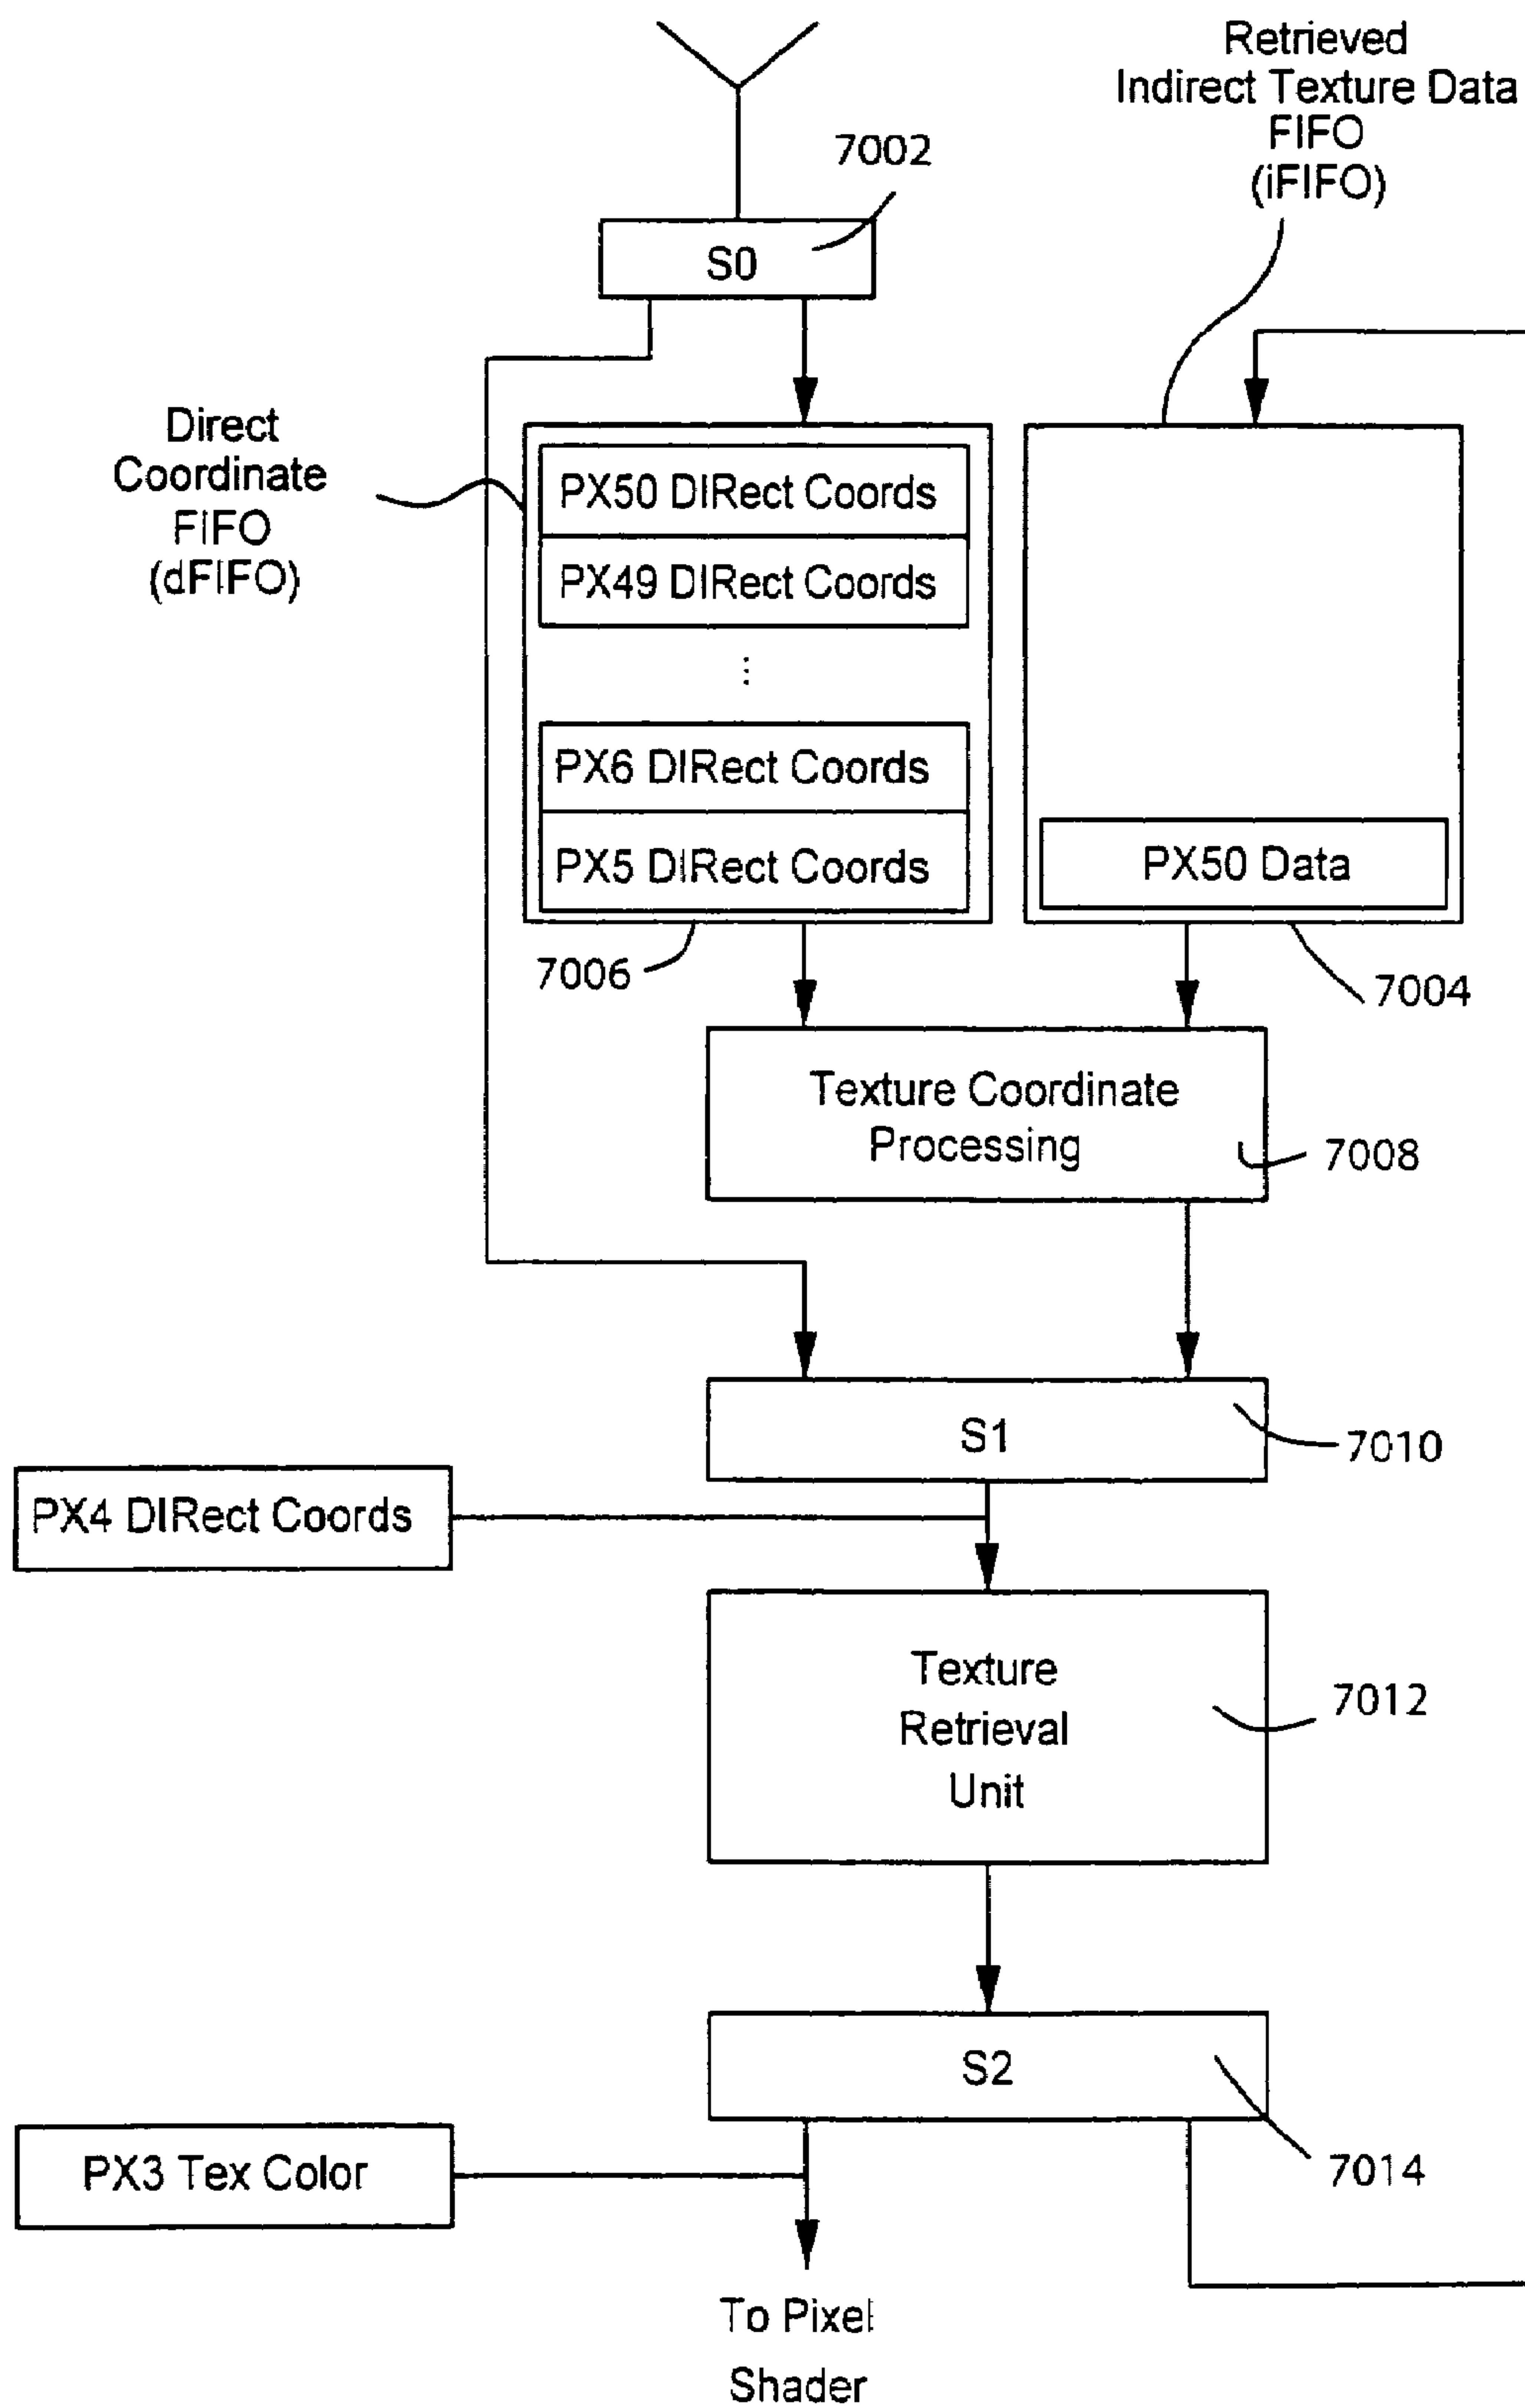 Retrieved
Indirect Texture Data
FIFO
(iFIFO)
7002
S0
Direct
Coordinate
FIFO
(dFIFO)
PX50 DIRect Coords
PX49 DIRect Coords
...
PX6 DIRect Coords
PX5 DIRect Coords
PX50 Data
7006
7004
Texture Coordinate
Processing
7008
S1
7010
PX4 DIRect Coords
Texture
Retrieval
Unit
7012
S2
7014
PX3 Tex Color
To Pixel
Shader